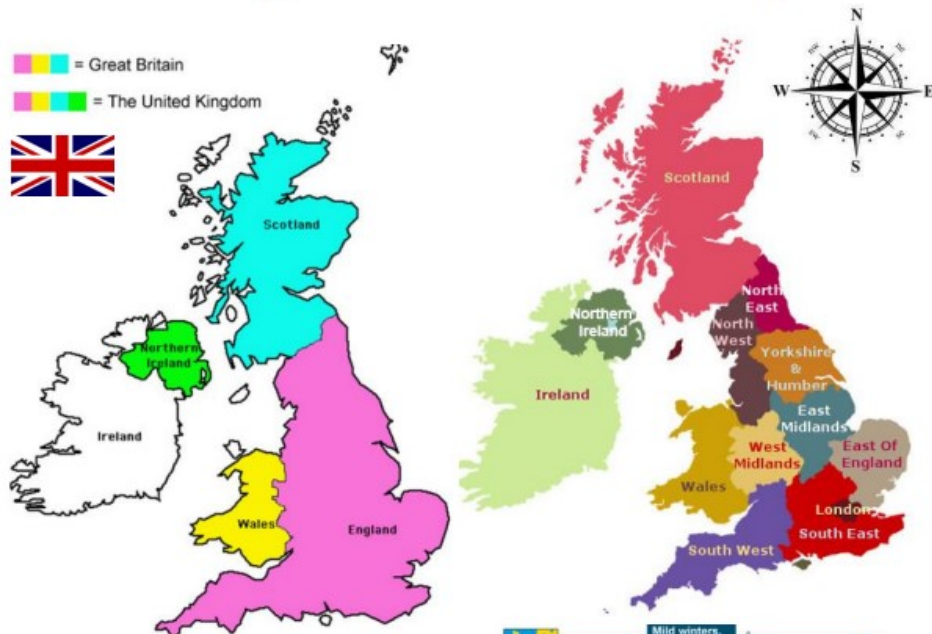 = Great Britain
= The United Kingdom
Scotland
Northern
Iceland
Ireland
Wales
England
N
W
E
S
Scotland
North
East
Northern
Ireland
North
West
Yorkshire
&
Humber
Ireland
East
Midlands
West
Midlands
East Of
England
Wales
London
South East
South West
Mild winters,